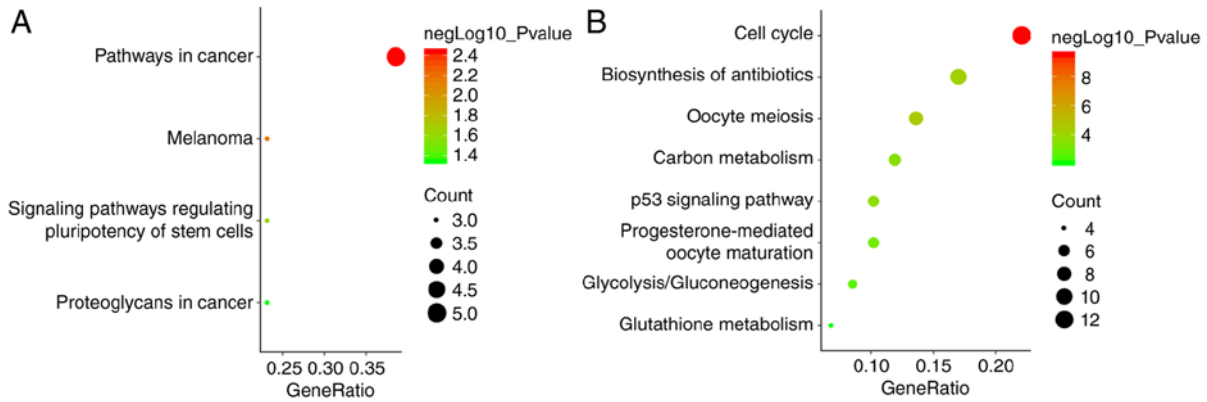 A
Pathways in cancer
Melanoma
Signaling pathways regulating
pluripotency of stem cells
Proteoglycans in cancer
0.25 0.30 0.35
GeneRatio
negLog10_Pvalue
2.4
2.2
2.0
1.8
1.6
1.4
Count
3.0
3.5
4.0
4.5
5.0
B
Cell cycle
Biosynthesis of antibiotics
Oocyte meiosis
Carbon metabolism
p53 signaling pathway
Progesterone-mediated
oocyte maturation
Glycolysis/Gluconeogenesis
Glutathione metabolism
0.10 0.15 0.20
GeneRatio
negLog10_Pvalue
8
6
4
Count
4
6
8
10
12